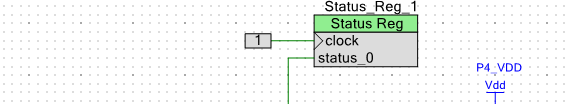 Status_Reg_1
Status Reg
1
clock
status_0
P4_VDD
Vdd